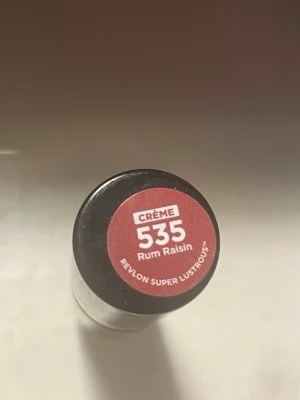 CRÈME
535
Rum Raisin
REVLON SUPER LUSTROUS™